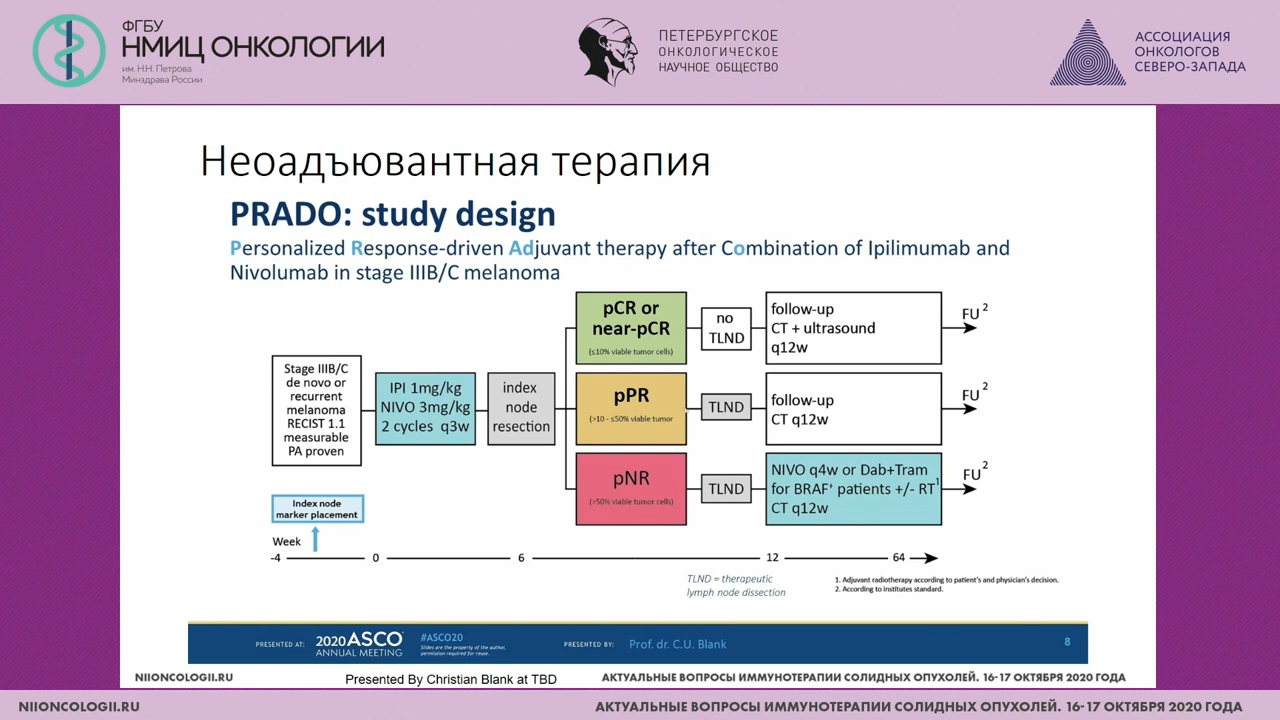 ФГБУ
НМИЦ ОНКОЛОГИИ
им. Н.Н. Петрова
Минздрава России
ПЕТЕРБУРГСКОЕ
ОНКОЛОГИЧЕСКОЕ
НАУЧНОЕ ОБЩЕСТВО
АССОЦИАЦИЯ
ОНКОЛОГОВ
СЕВЕРО-ЗАПАДА
Неоадъювантная терапия
PRADO: study design
Personalized Response-driven Adjuvant therapy after Combination of Ipilimumab and
Nivolumab in stage IIIB/C melanoma
Stage IIIB/C
de novo or
recurrent
melanoma
RECIST 1.1
measurable
PA proven
IPI 1mg/kg
NIVO 3mg/kg
2 cycles q3w
index
node
resection
pCR or
near-pCR
(≤10% viable tumor cells)
no
TLND
follow-up
CT + ultrasound
q12w
FU 2
pPR
(>10 - ≤50% viable tumor
TLND
follow-up
CT q12w
FU 2
pNR
(>50% viable tumor cells)
TLND
NIVO q4w or Dab+Tram
for BRAF+ patients +/- RT1
CT q12w
FU 2
Index node
marker placement
Week
-4 0 6 12 64
TLND = therapeutic
lymph node dissection
1. Adjuvant radiotherapy according to patient's and physician's decision.
2. According to institutes standard.
PRESENTED AT:
2020 ASCO
ANNUAL MEETING
#ASCO20
Slides are the property of the author,
permission required for reuse.
PRESENTED BY:
Prof. dr. C.U. Blank
8
NIIONCOLOGII.RU
Presented By Christian Blank at TBD
АКТУАЛЬНЫЕ ВОПРОСЫ ИММУНОТЕРАПИИ СОЛИДНЫХ ОПУХОЛЕЙ. 16-17 ОКТЯБРЯ 2020 ГОДА
NIIONCOLOGII.RU
АКТУАЛЬНЫЕ ВОПРОСЫ ИММУНОТЕРАПИИ СОЛИДНЫХ ОПУХОЛЕЙ. 16-17 ОКТЯБРЯ 2020 ГОДА